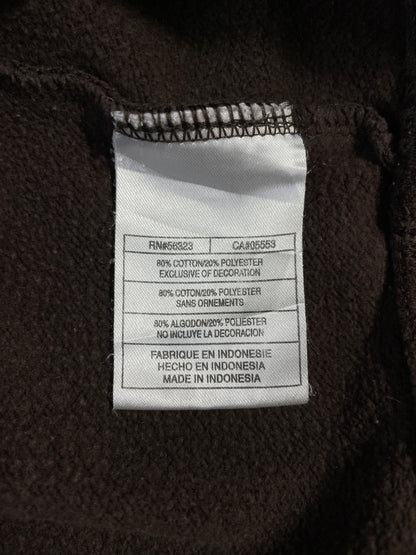 RN#56323 CA#05553
80% COTTON/20% POLYESTER
EXCLUSIVE OF DECORATION
80% COTON/20% POLYESTER
SANS ORNEMENTS
80% ALGODON/20% POLIESTER
NO INCLUYE LA DECORACION
FABRIQUE EN INDONESIE
HECHO EN INDONESIA
MADE IN INDONESIA